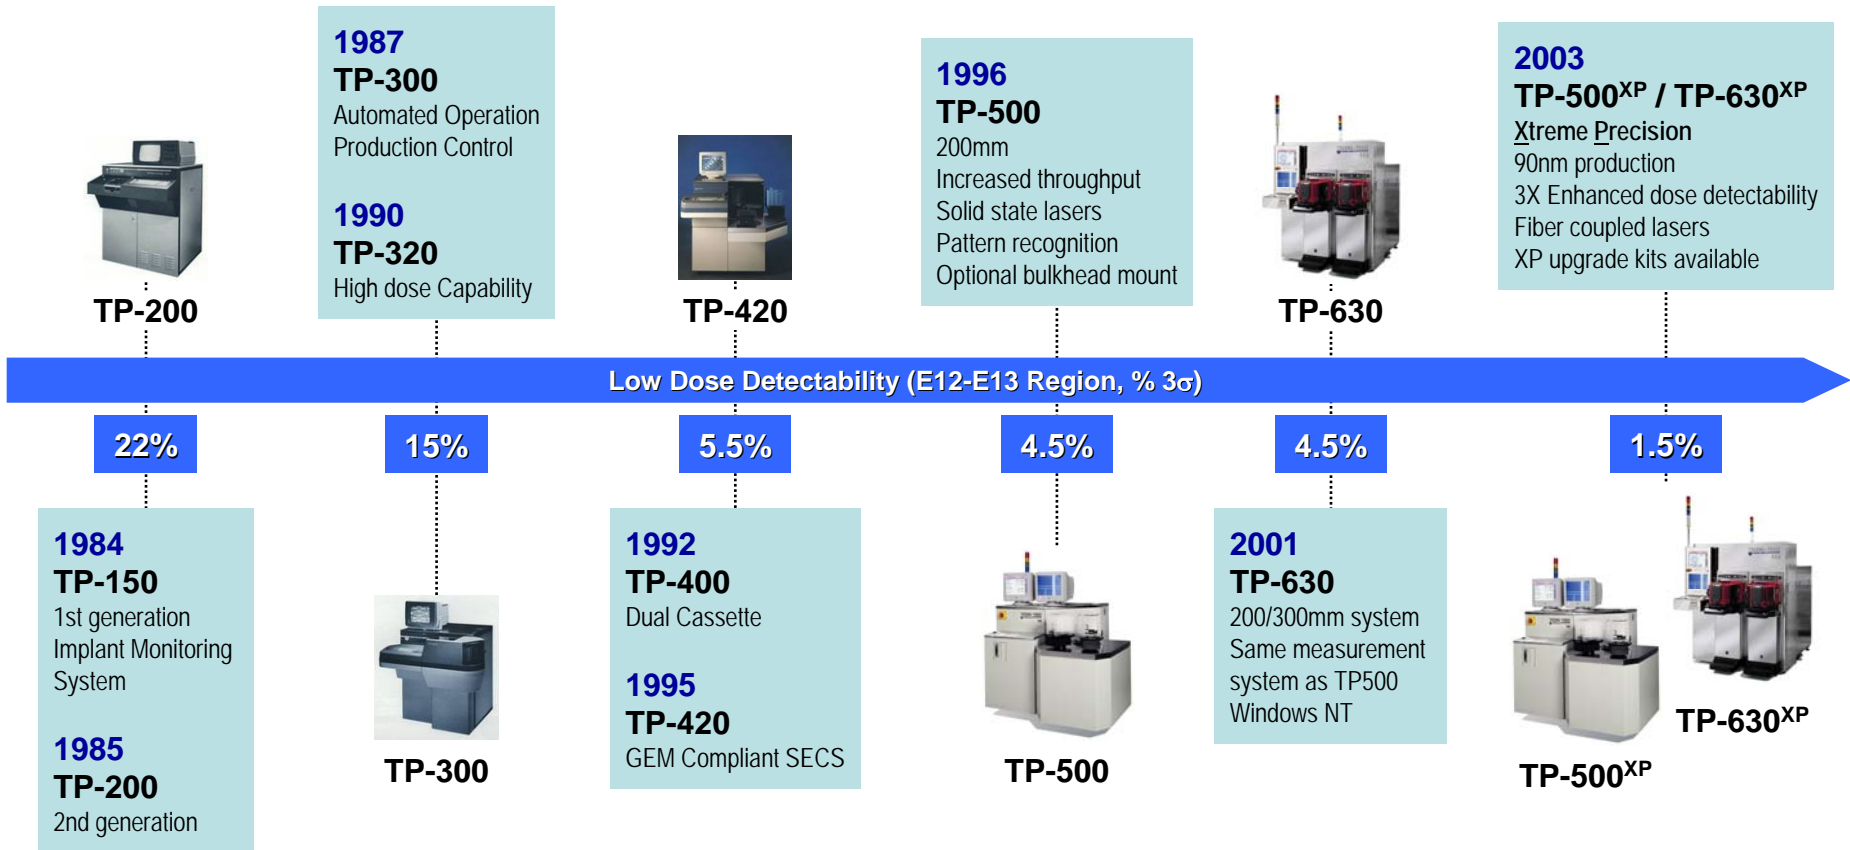 1987
TP-300
Automated Operation
Production Control
1990
TP-320
High dose Capability
1996
TP-500
200mm
Increased throughput
Solid state lasers
Pattern recognition
Optional bulkhead mount
2003
TP-500XP / TP-630XP
Xtreme Precision
90nm production
3X Enhanced dose detectability
Fiber coupled lasers
XP upgrade kits available
TP-200
TP-420
TP-630
Low Dose Detectability (E12-E13 Region, % 3σ)
22%
15%
5.5%
4.5%
4.5%
1.5%
1984
TP-150
1st generation
Implant Monitoring
System
1985
TP-200
2nd generation
TP-300
1992
TP-400
Dual Cassette
1995
TP-420
GEM Compliant SECS
TP-500
2001
TP-630
200/300mm system
Same measurement
system as TP500
Windows NT
TP-500XP
TP-630XP